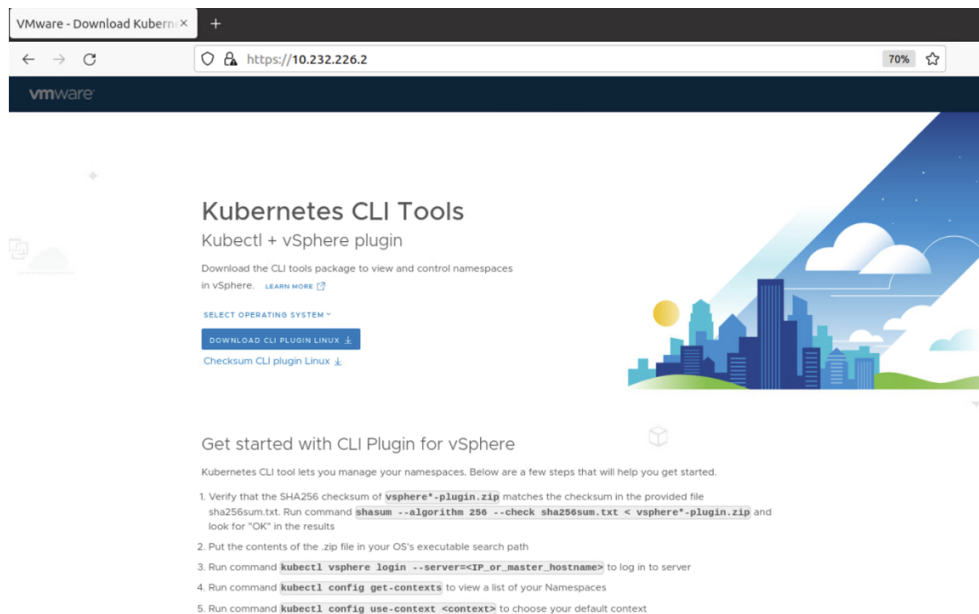 VMware - Download Kubern
https://10.232.226.2
70%
vmware
Kubernetes CLI Tools
Kubectl + vSphere plugin
Download the CLI tools package to view and control namespaces
in vSphere. LEARN MORE
SELECT OPERATING SYSTEM
DOWNLOAD CLI PLUGIN LINUX
Checksum CLI plugin Linux
Get started with CLI Plugin for vSphere
Kubernetes CLI tool lets you manage your namespaces. Below are a few steps that will help you get started.
1. Verify that the SHA256 checksum of vsphere*-plugin.zip matches the checksum in the provided file
sha256sum.txt. Run command shasum --algorithm 256 --check sha256sum.txt < vsphere*-plugin.zip and
look for "OK" in the results
2. Put the contents of the .zip file in your OS's executable search path
3. Run command kubectl vsphere login --server=<IP_or_master_hostname> to log in to server
4. Run command kubectl config get-contexts to view a list of your Namespaces
5. Run command kubectl config use-context <context> to choose your default context